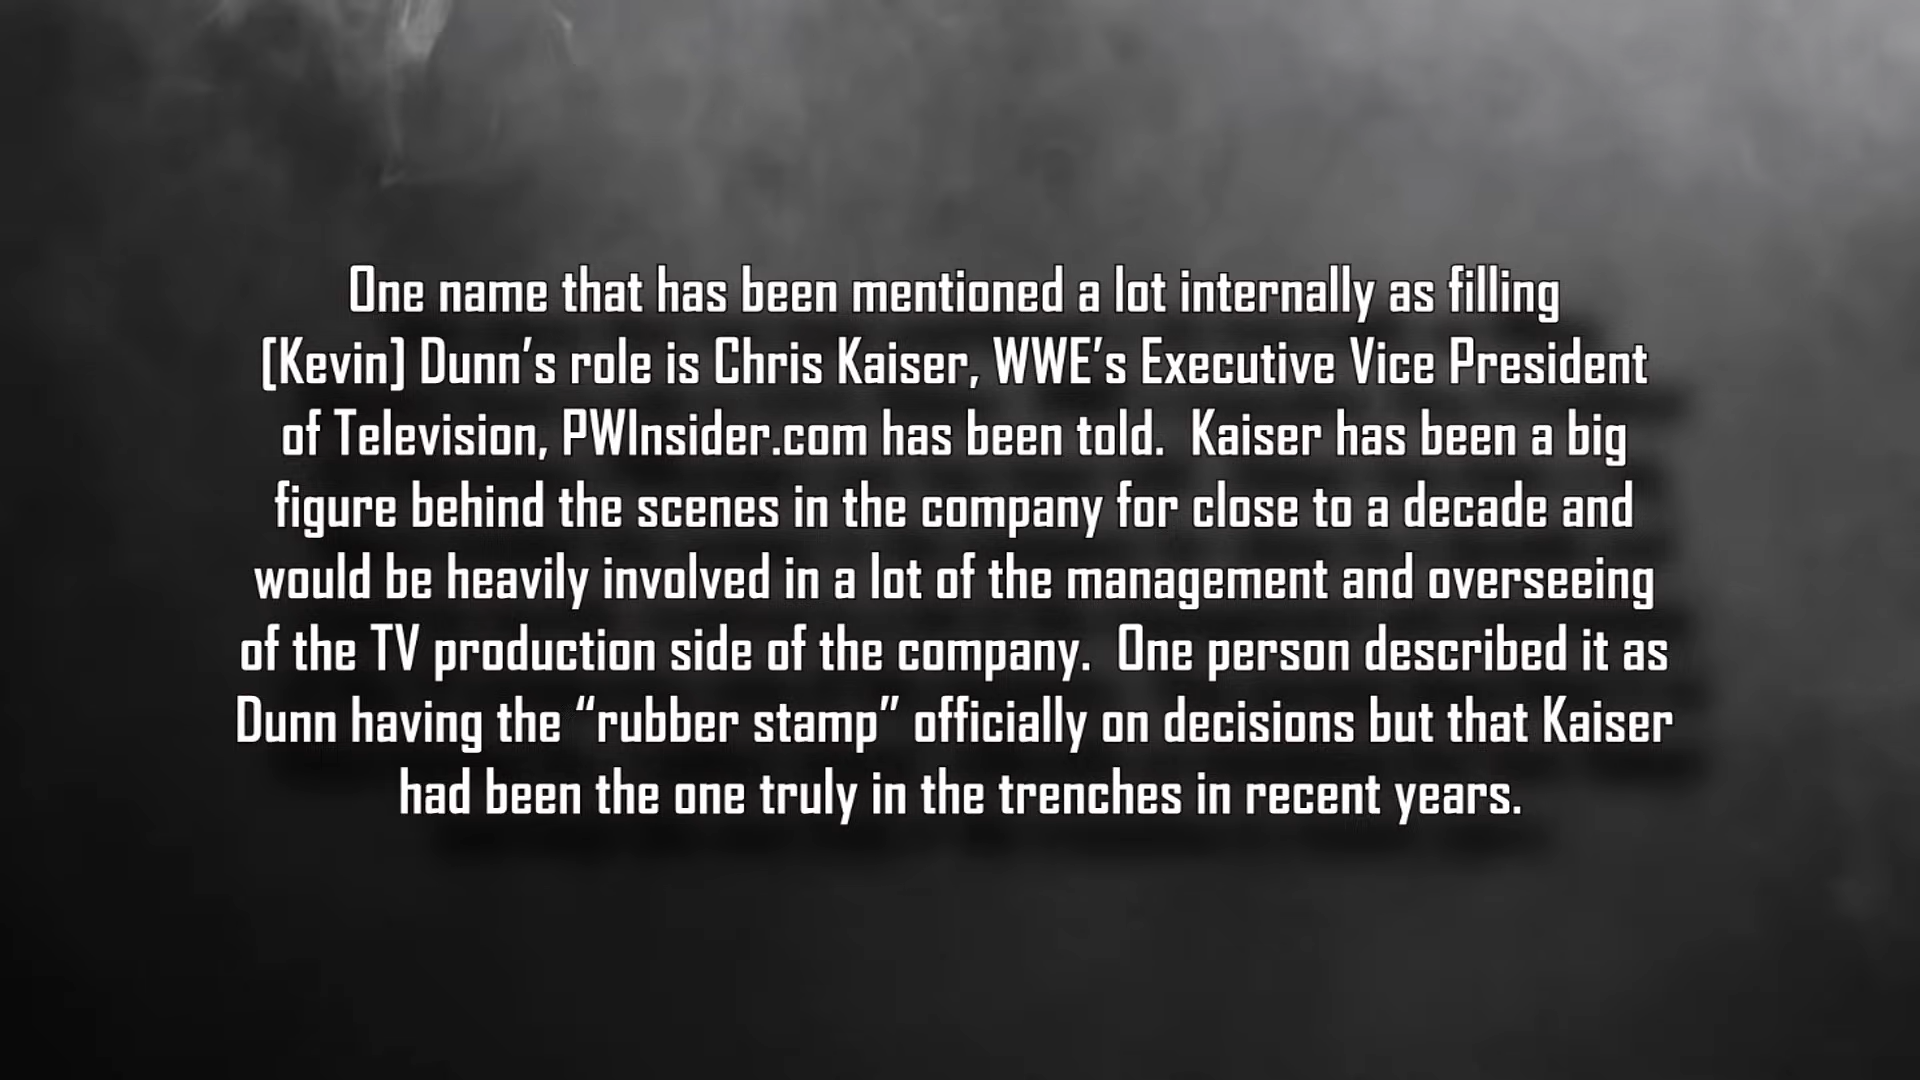 One name that has been mentioned a lot internally as filling
[Kevin] Dunn’s role is Chris Kaiser, WWE’s Executive Vice President
of Television, PWInsider.com has been told.  Kaiser has been a big
figure behind the scenes in the company for close to a decade and
would be heavily involved in a lot of the management and overseeing
of the TV production side of the company.  One person described it as
Dunn having the “rubber stamp” officially on decisions but that Kaiser
had been the one truly in the trenches in recent years.